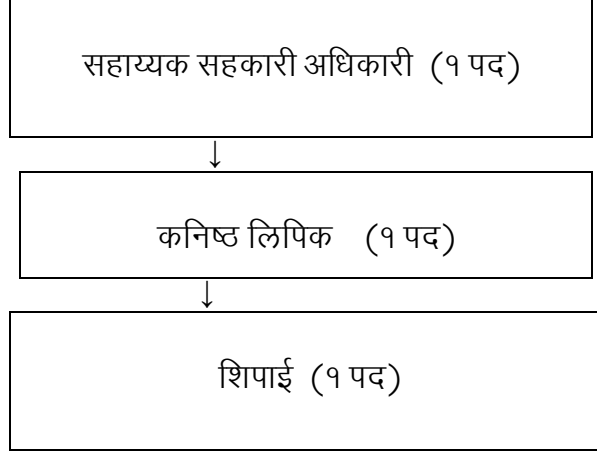 सहाय्यक सहकारी अधिकारी (१ पद)
↓
कनिष्ठ लिपिक (१ पद)
↓
शिपाई (१ पद)